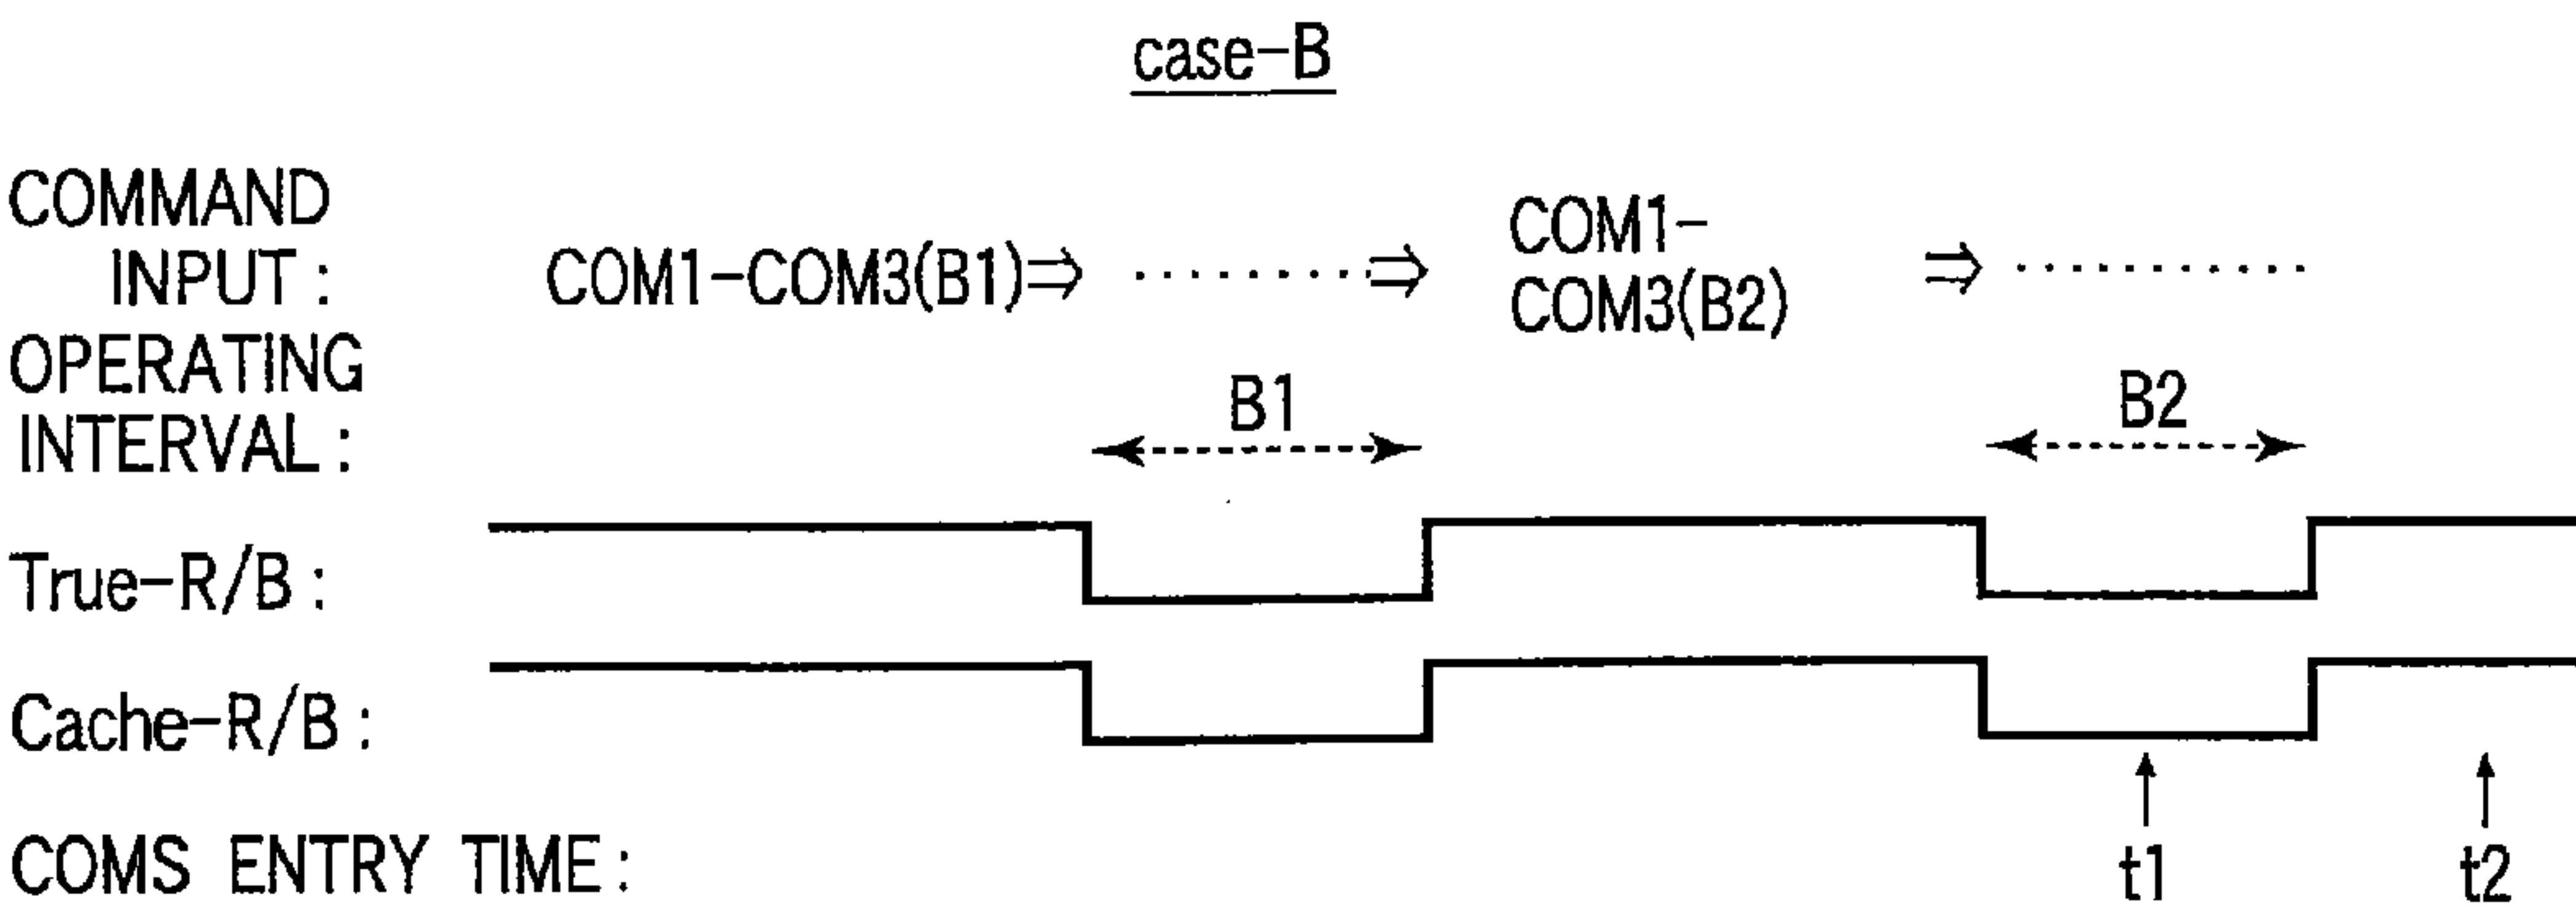 case-B
COMMAND
INPUT :
COM1-COM3(B1)⇒ ········⇒
COM1-
COM3(B2)
⇒ ··········
OPERATING
INTERVAL :
B1
B2
True-R/B :
Cache-R/B :
COMS ENTRY TIME :
t1
t2